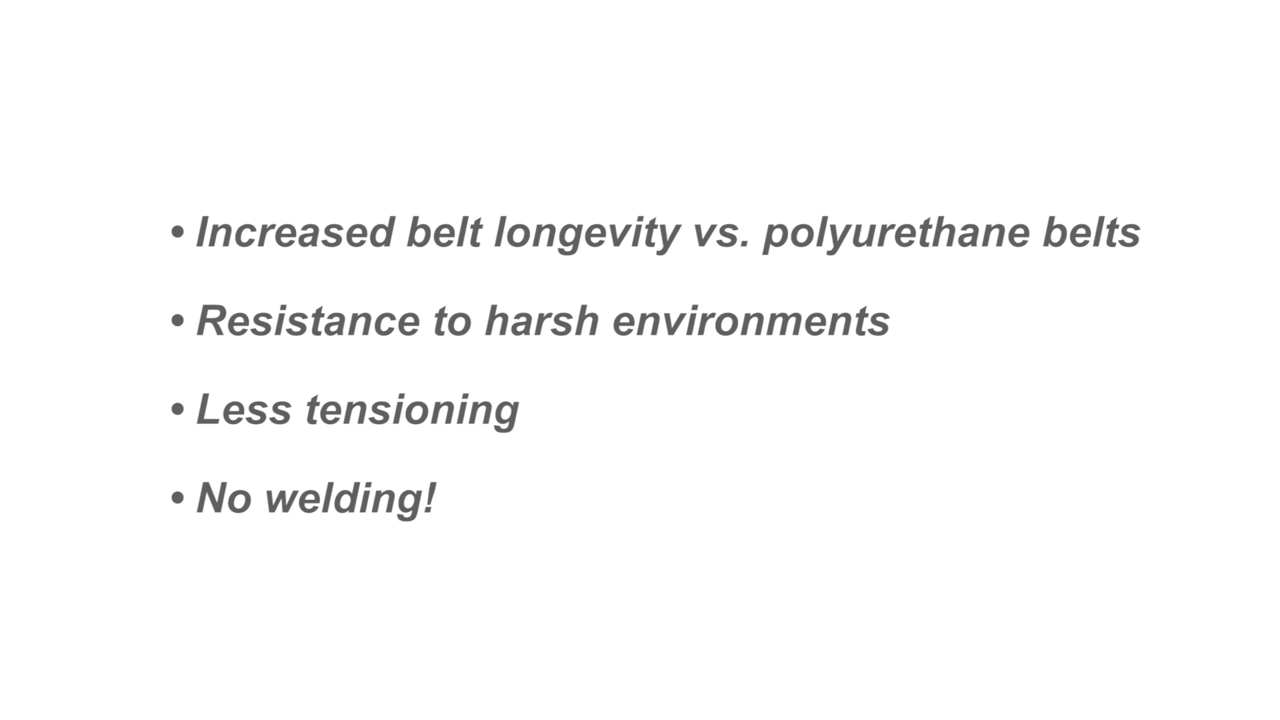 • Increased belt longevity vs. polyurethane belts
• Resistance to harsh environments
• Less tensioning
• No welding!